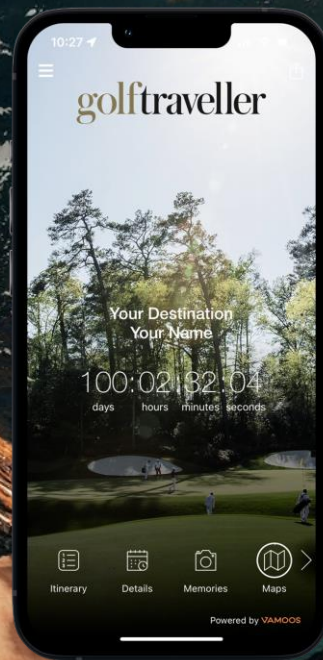 10:27
golftraveller
Your Destination
Your Name
100:02:32:04
days hours minutes seconds
Itinerary Details Memories Maps
Powered by VAMOOS